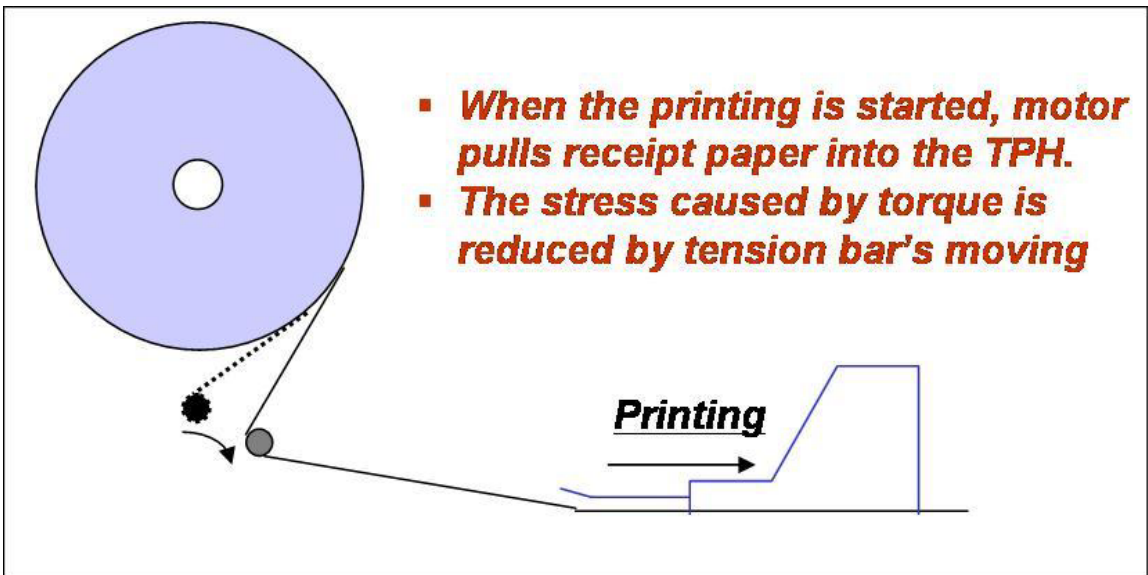 ▪ When the printing is started, motor
pulls receipt paper into the TPH.
▪ The stress caused by torque is
reduced by tension bar's moving
Printing